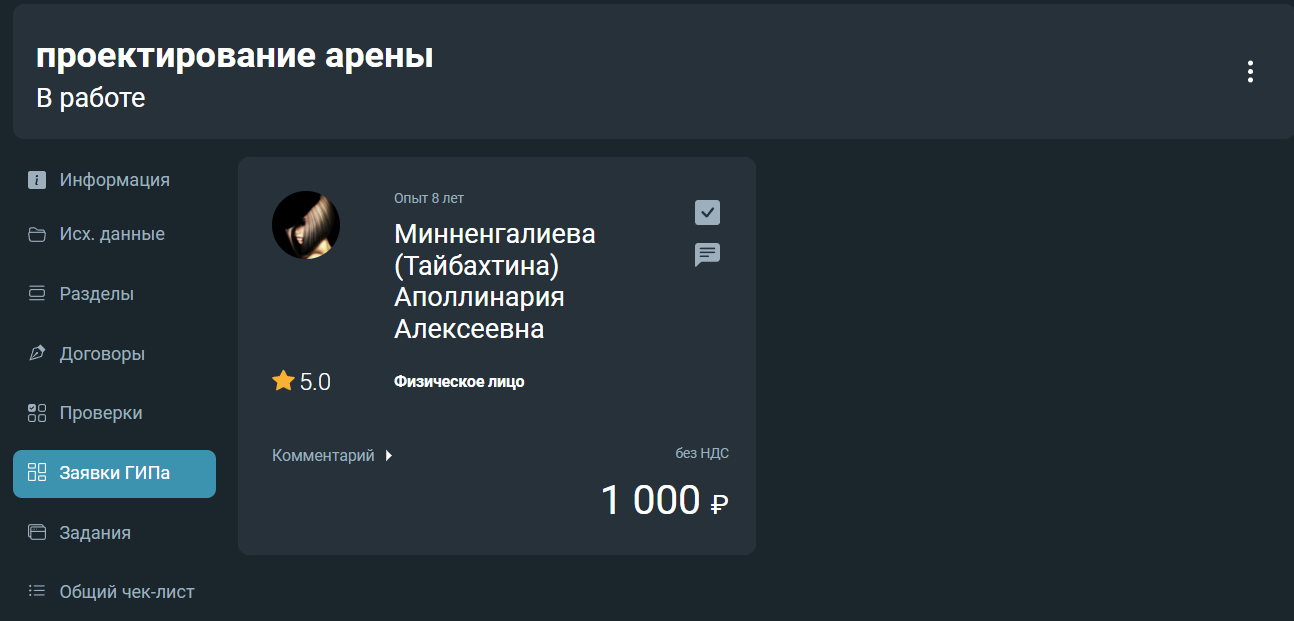 проектирование арены
В работе
Информация
Исх. данные
Разделы
Договоры
Проверки
Заявки ГИПа
Задания
Общий чек-лист
Опыт 8 лет
Минненгалиева
(Тайбахтина)
Аполлинария
Алексеевна
5.0
Физическое лицо
Комментарий
без НДС
1 000 ₽